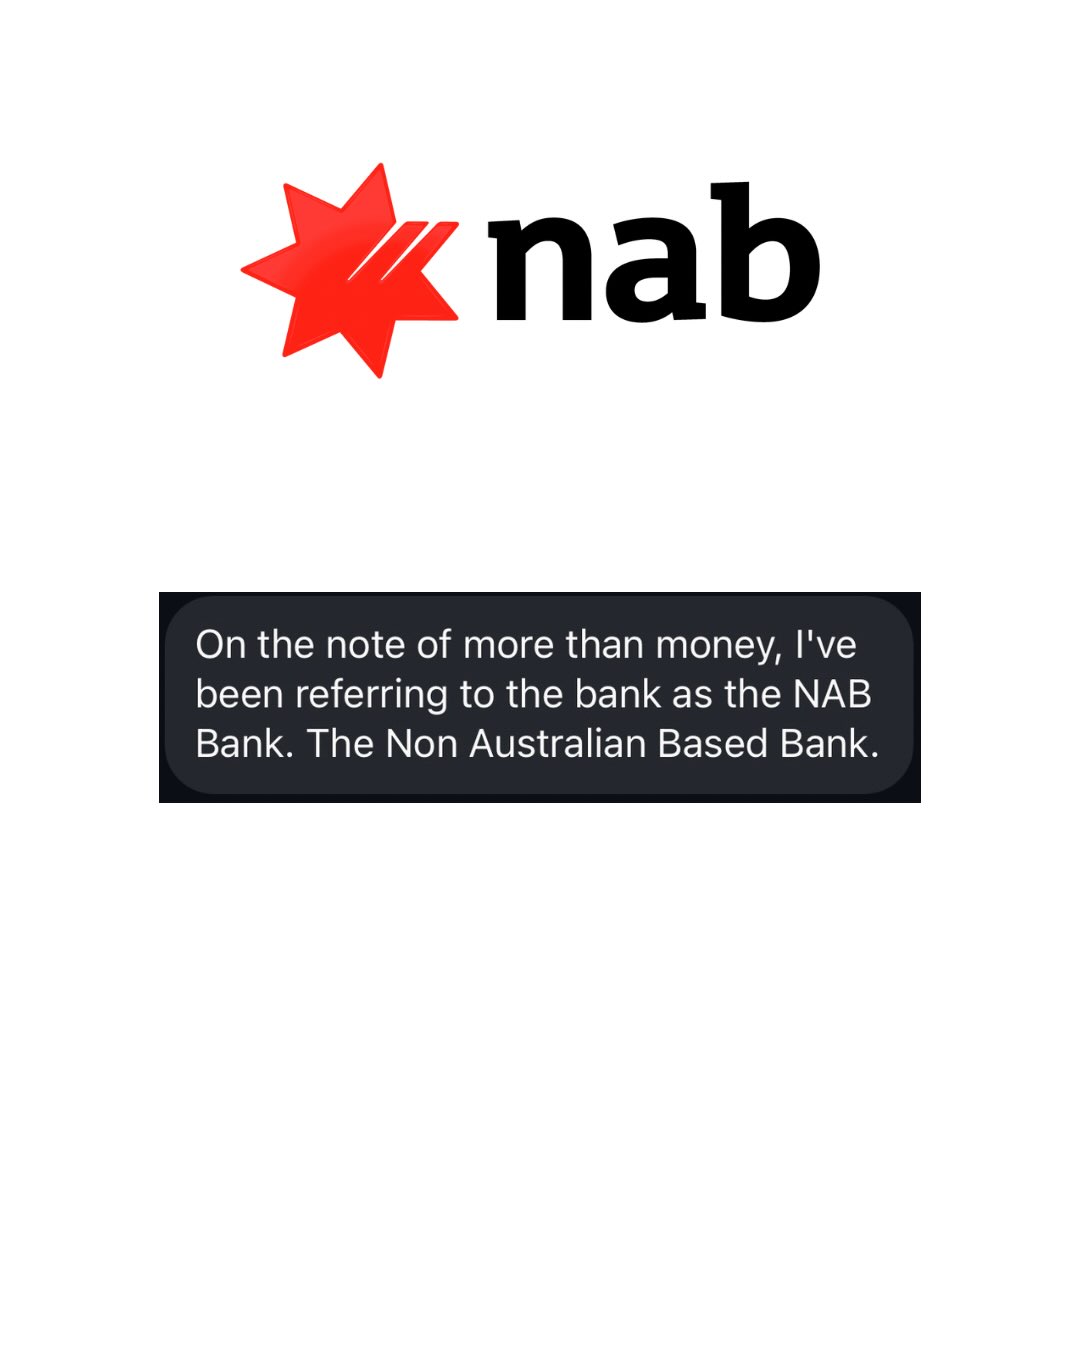 nab
On the note of more than money, I've
been referring to the bank as the NAB
Bank. The Non Australian Based Bank.